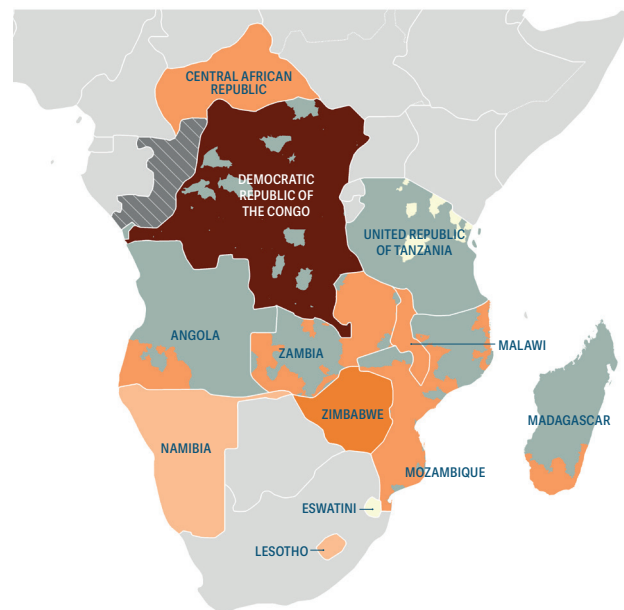 CENTRAL AFRICAN
REPUBLIC
DEMOCRATIC
REPUBLIC OF
THE CONGO
UNITED REPUBLIC
OF TANZANIA
ANGOLA
ZAMBIA
MALAWI
ZIMBABWE
MADAGASCAR
NAMIBIA
MOZAMBIQUE
ESWATINI
LESOTHO